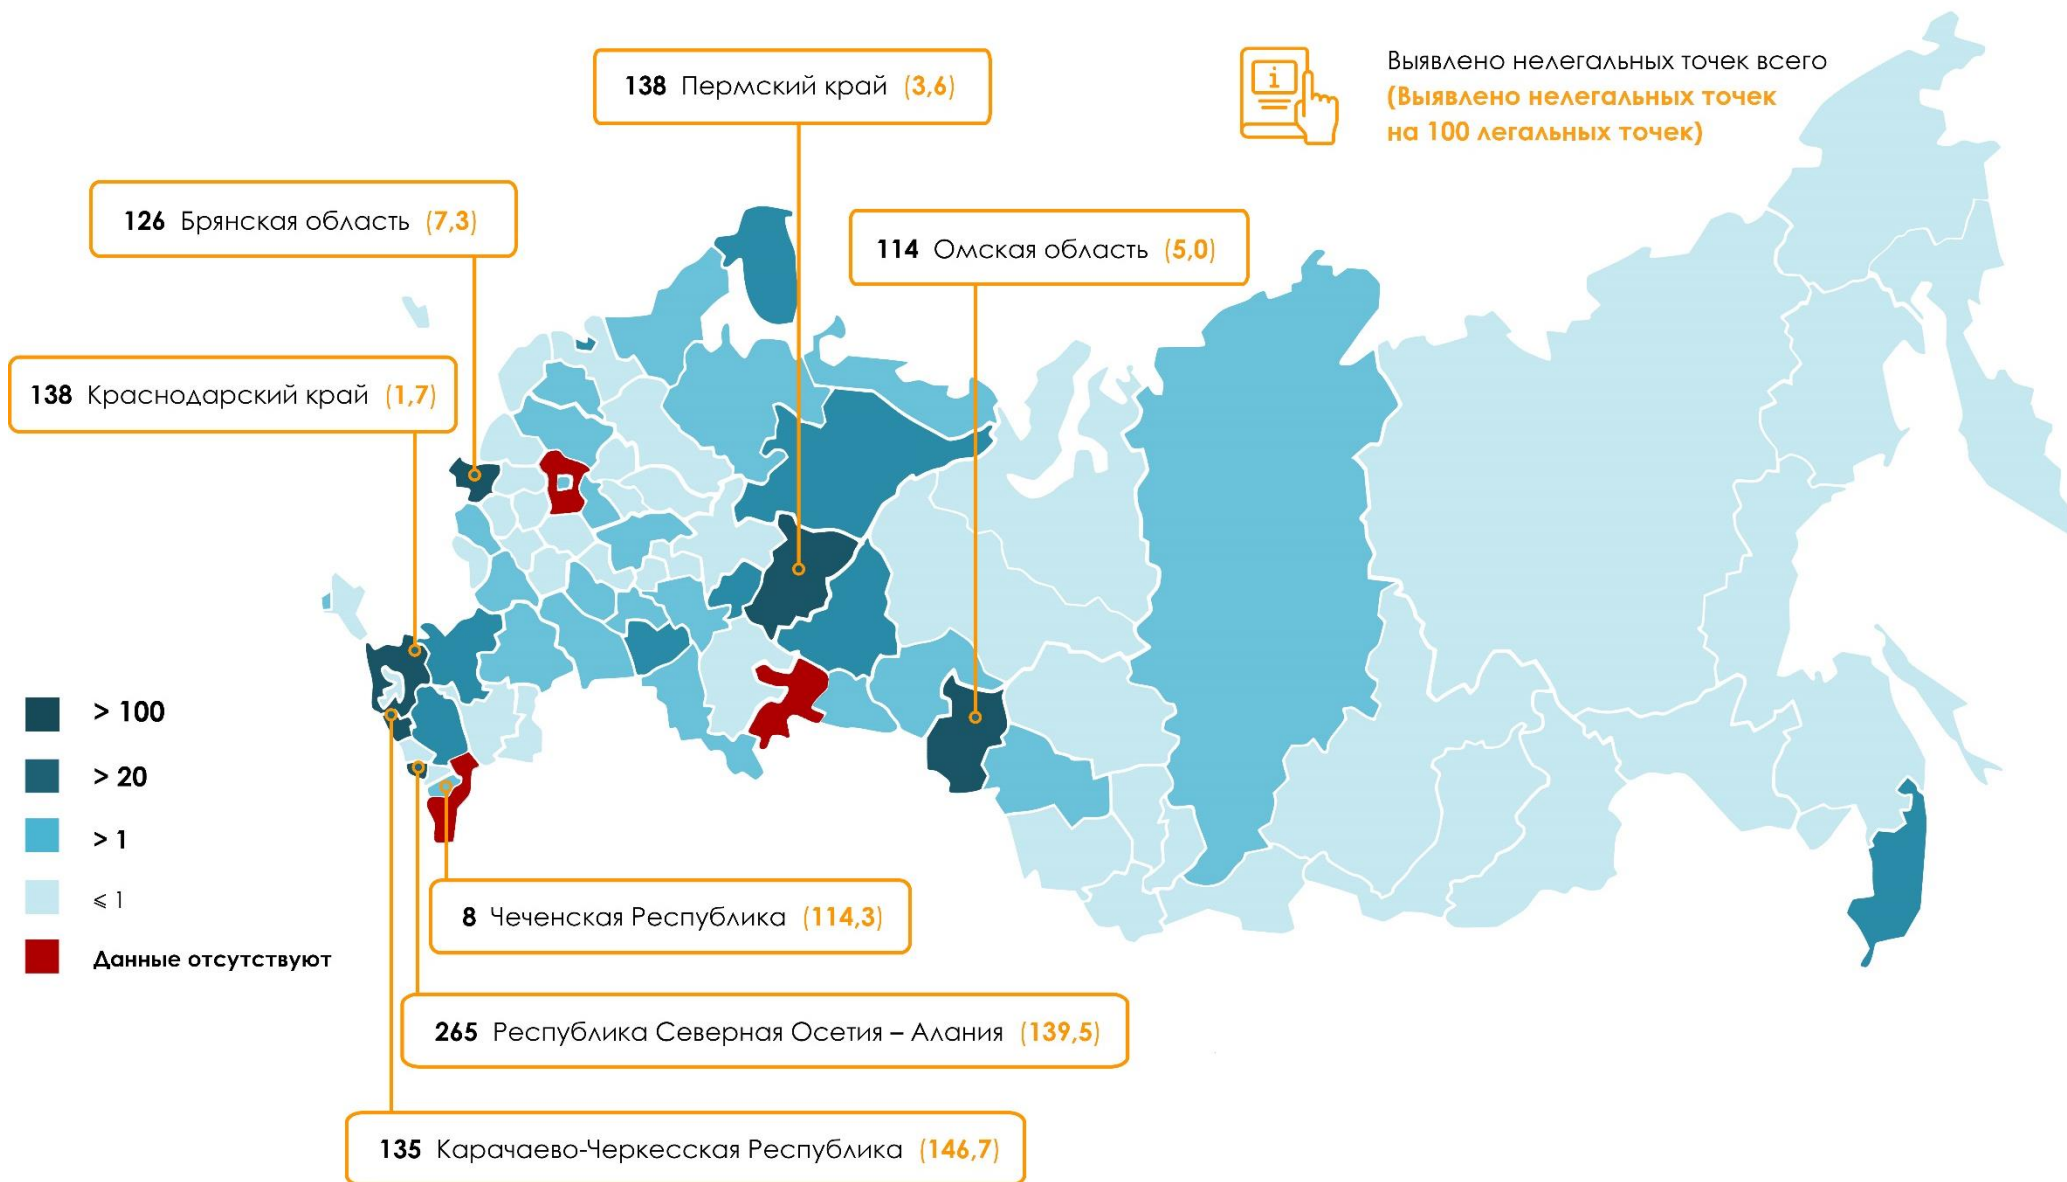 138 Пермский край (3,6)
Выявлено нелегальных точек всего
(Выявлено нелегальных точек
на 100 легальных точек)
126 Брянская область (7,3)
114 Омская область (5,0)
138 Краснодарский край (1,7)
> 100
> 20
> 1
⩽ 1
Данные отсутствуют
8 Чеченская Республика (114,3)
265 Республика Северная Осетия – Алания (139,5)
135 Карачаево-Черкесская Республика (146,7)